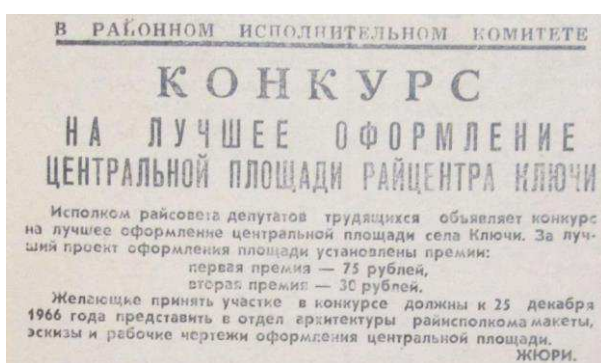 В РАЙОННОМ ИСПОЛНИТЕЛЬНОМ КОМИТЕТЕ
КОНКУРС
НА ЛУЧШЕЕ ОФОРМЛЕНИЕ
ЦЕНТРАЛЬНОЙ ПЛОЩАДИ РАЙЦЕНТРА КЛЮЧИ
Исполком райсовета депутатов трудящихся объявляет конкурс
на лучшее оформление центральной площади села Ключи. За луч-
ший проект оформления площади установлены премии:
первая премия — 75 рублей,
вторая премия — 30 рублей.
Желающие принять участие в конкурсе должны к 25 декабря
1966 года представить в отдел архитектуры райисполкома макеты,
эскизы и рабочие чертежи оформления центральной площади.
ЖЮРИ.